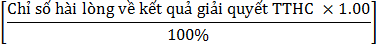 [Chỉ số hài lòng về kết quả giải quyết TTHC × 1.00
100%]